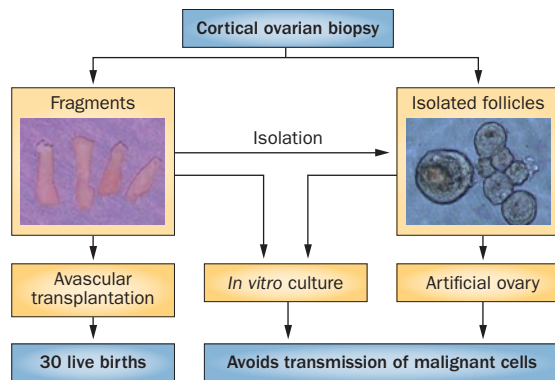 Cortical ovarian biopsy
Fragments
Isolated follicles
Isolation
Avascular
transplantation
In vitro culture
Artificial ovary
30 live births
Avoids transmission of malignant cells